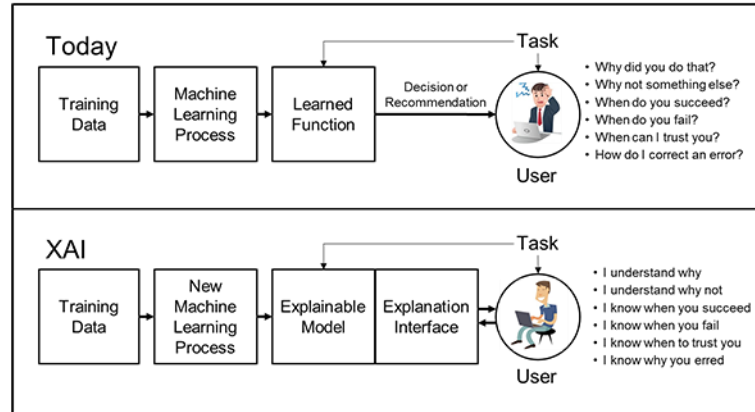 Today
Task
Training
Data
Machine
Learning
Process
Learned
Function
Decision or
Recommendation
User
• Why did you do that?
• Why not something else?
• When do you succeed?
• When do you fail?
• When can I trust you?
• How do I correct an error?
XAI
Task
Training
Data
New
Machine
Learning
Process
Explainable
Model
Explanation
Interface
User
• I understand why
• I understand why not
• I know when you succeed
• I know when you fail
• I know when to trust you
• I know why you erred